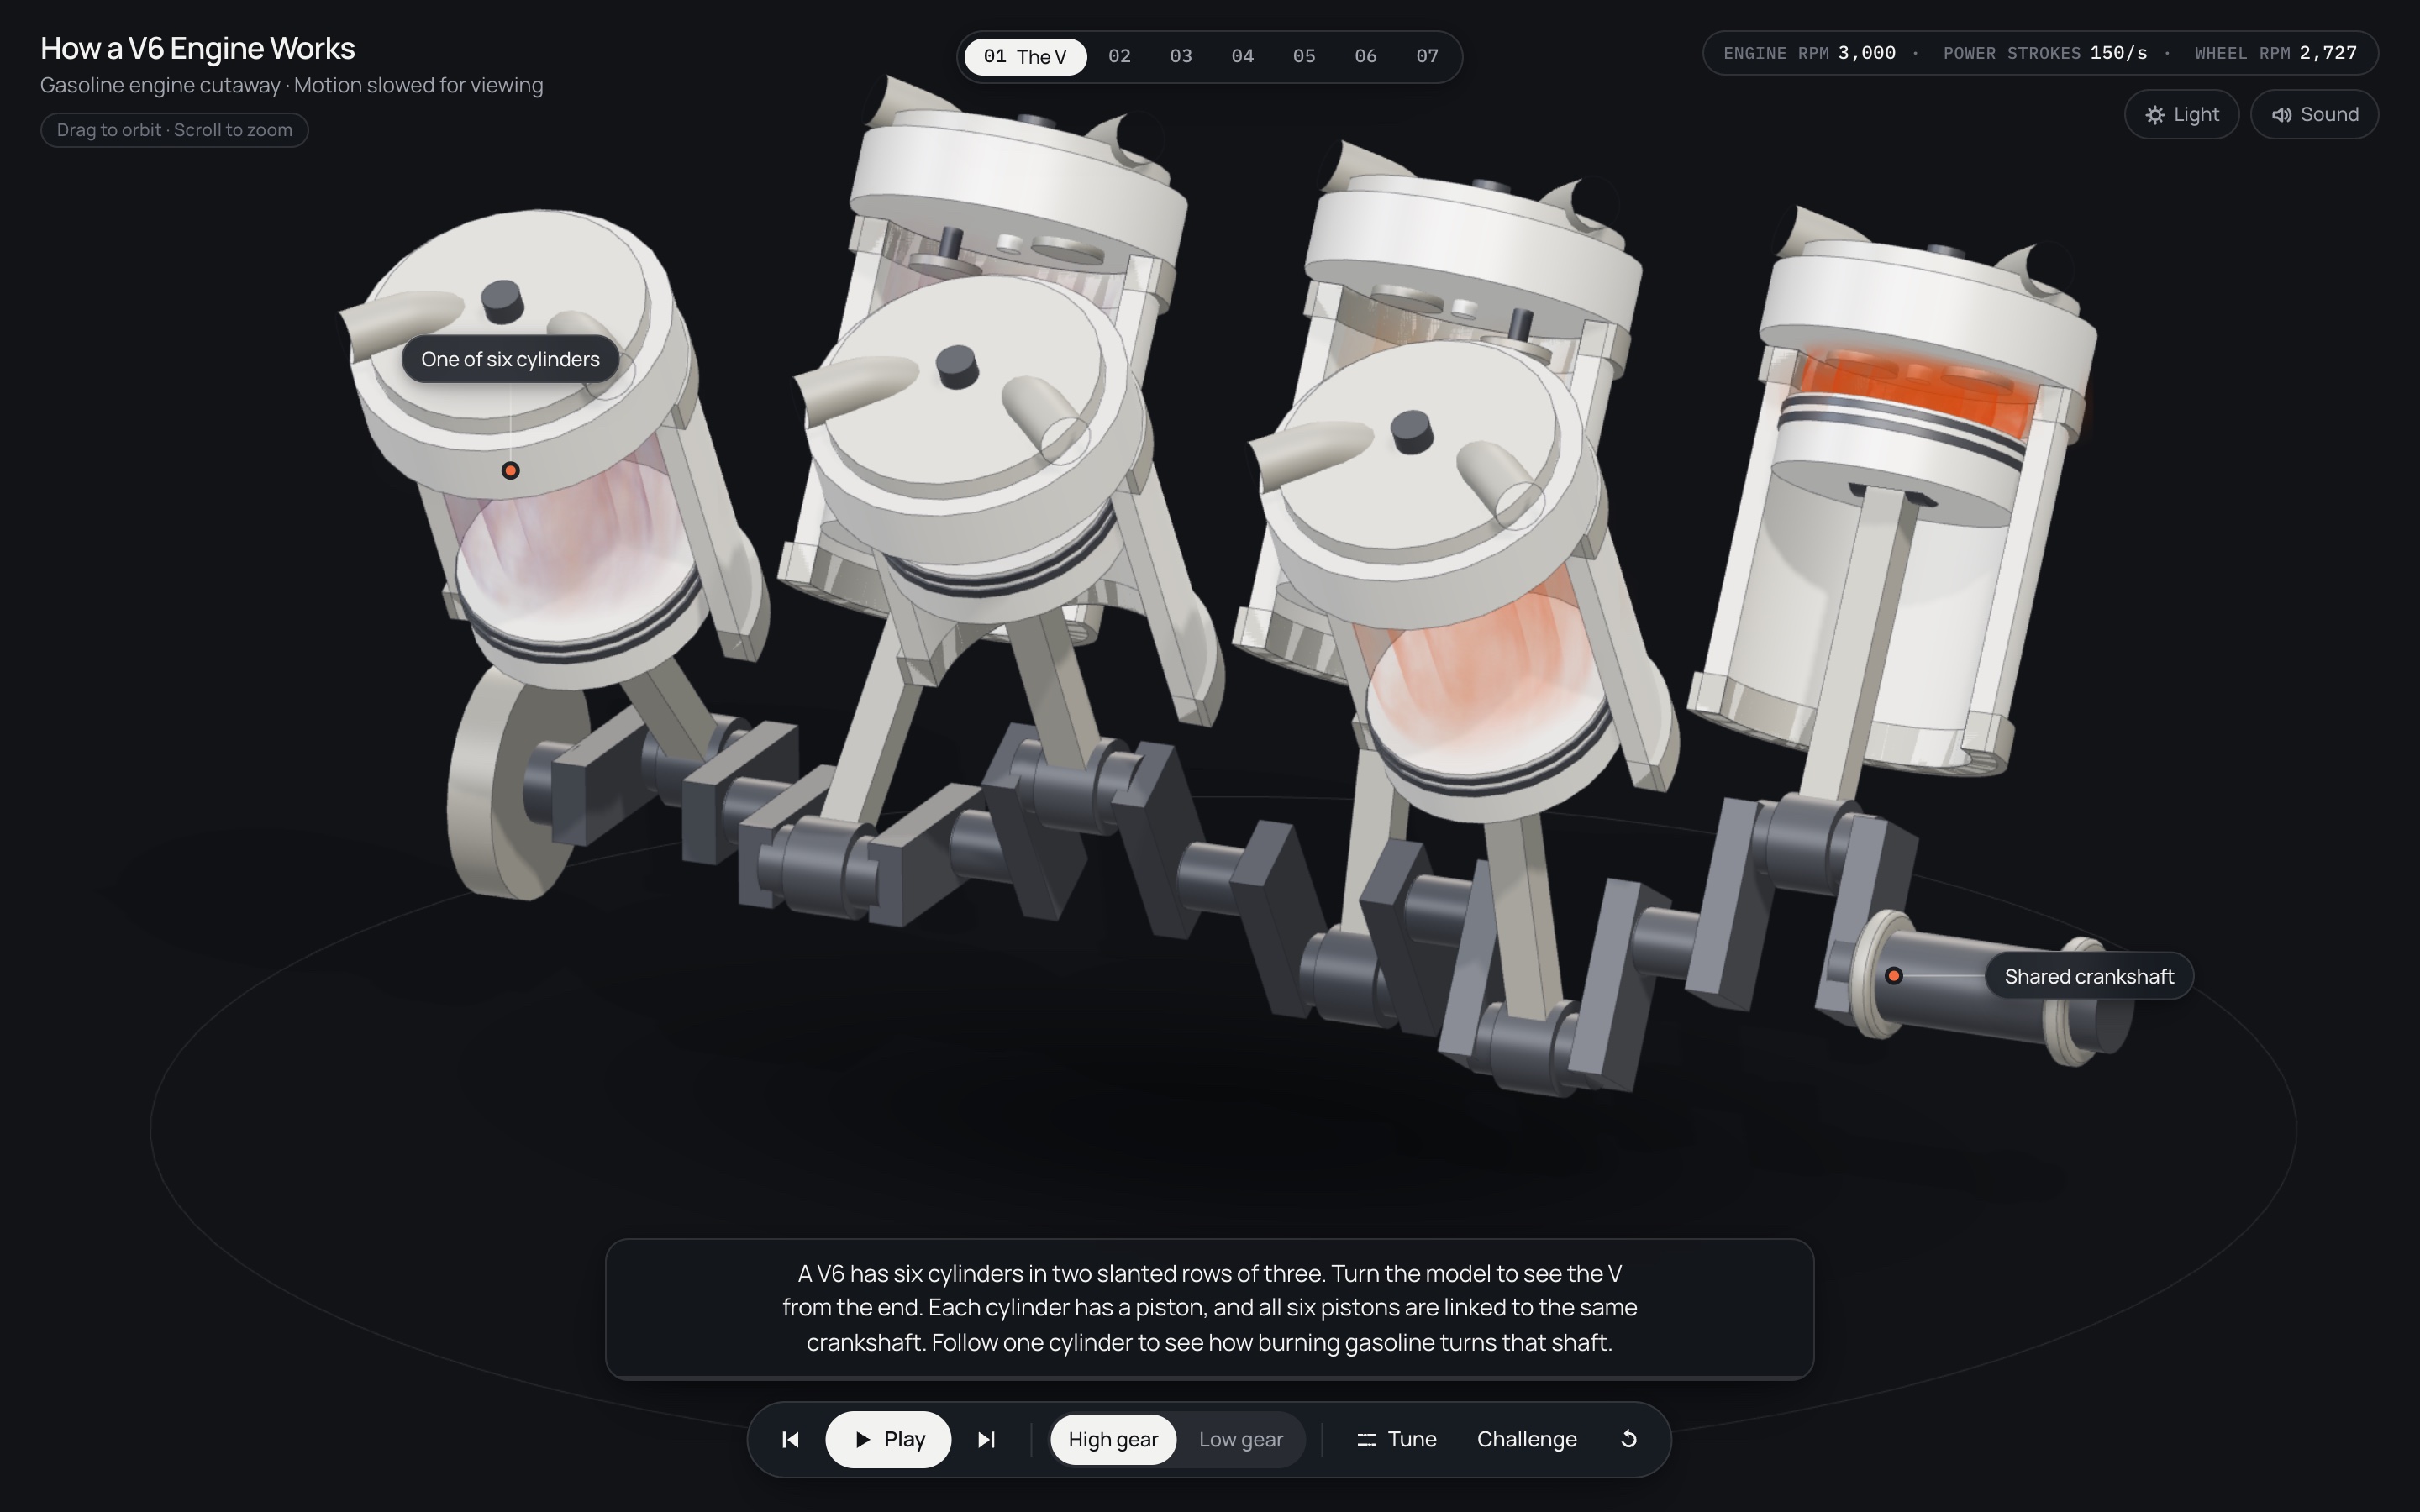 How a V6 Engine Works
Gasoline engine cutaway · Motion slowed for viewing
Drag to orbit · Scroll to zoom
01 The V 02 03 04 05 06 07
ENGINE RPM 3,000 · POWER STROKES 150/s · WHEEL RPM 2,727
Light Sound
One of six cylinders
Shared crankshaft
A V6 has six cylinders in two slanted rows of three. Turn the model to see the V
from the end. Each cylinder has a piston, and all six pistons are linked to the same
crankshaft. Follow one cylinder to see how burning gasoline turns that shaft.
Play High gear Low gear Tune Challenge